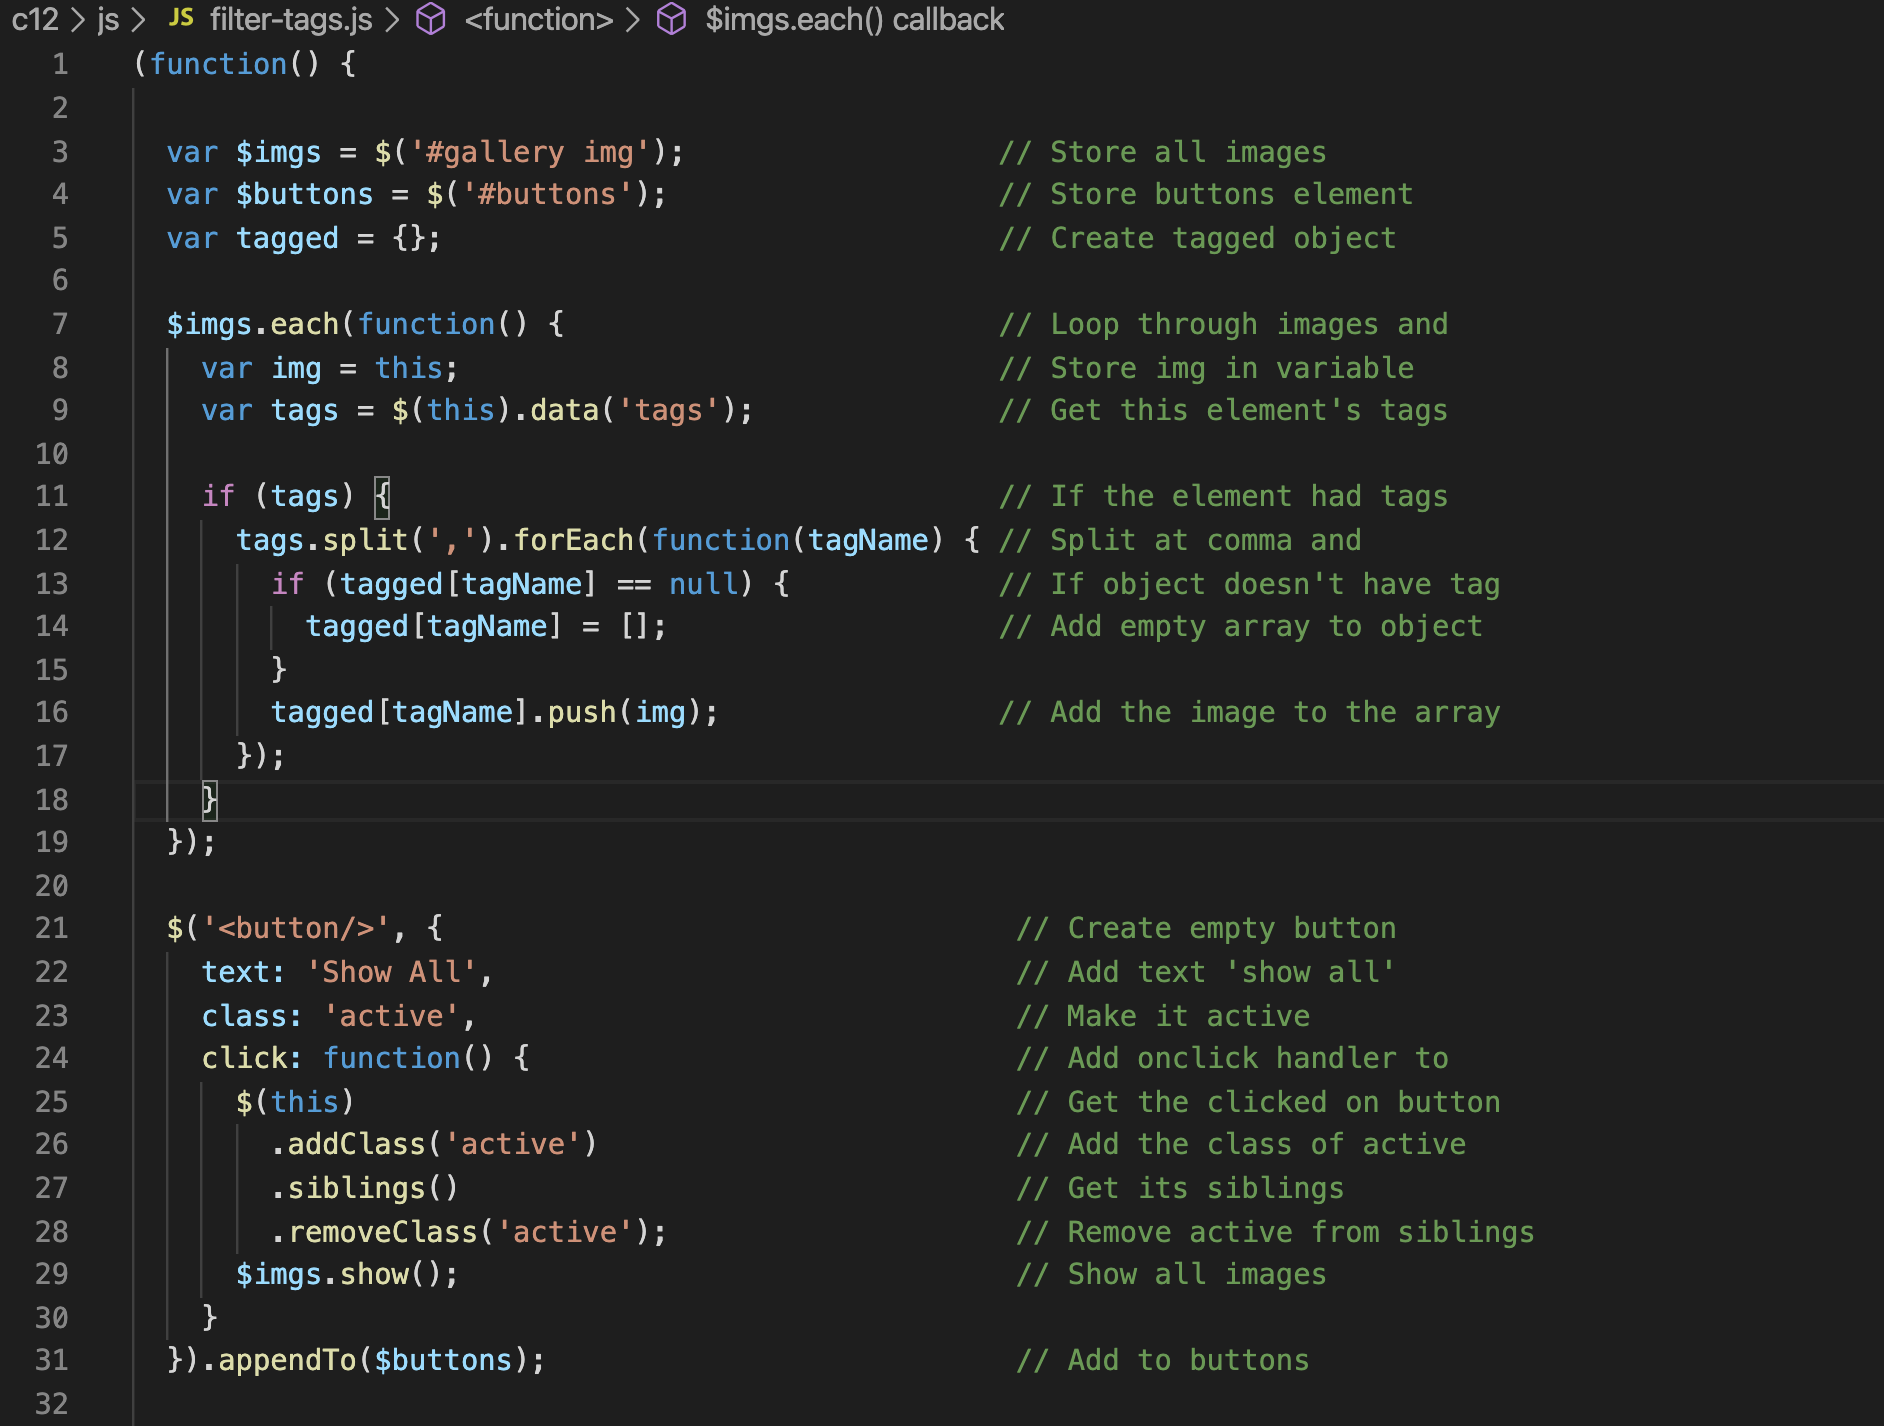 c12 > js > JS filter-tags.js > <function> > $imgs.each() callback
1 (function() {
2
3 var $imgs = $('#gallery img'); // Store all images
4 var $buttons = $('#buttons'); // Store buttons element
5 var tagged = {}; // Create tagged object
6
7 $imgs.each(function() { // Loop through images and
8 var img = this; // Store img in variable
9 var tags = $(this).data('tags'); // Get this element's tags
10
11 if (tags) { // If the element had tags
12 tags.split(',').forEach(function(tagName) { // Split at comma and
13 if (tagged[tagName] == null) { // If object doesn't have tag
14 tagged[tagName] = []; // Add empty array to object
15 }
16 tagged[tagName].push(img); // Add the image to the array
17 });
18 }
19 });
20
21 $('<button/>', { // Create empty button
22 text: 'Show All', // Add text 'show all'
23 class: 'active', // Make it active
24 click: function() { // Add onclick handler to
25 $(this) // Get the clicked on button
26 .addClass('active') // Add the class of active
27 .siblings() // Get its siblings
28 .removeClass('active'); // Remove active from siblings
29 $imgs.show(); // Show all images
30 }
31 }).appendTo($buttons); // Add to buttons
32